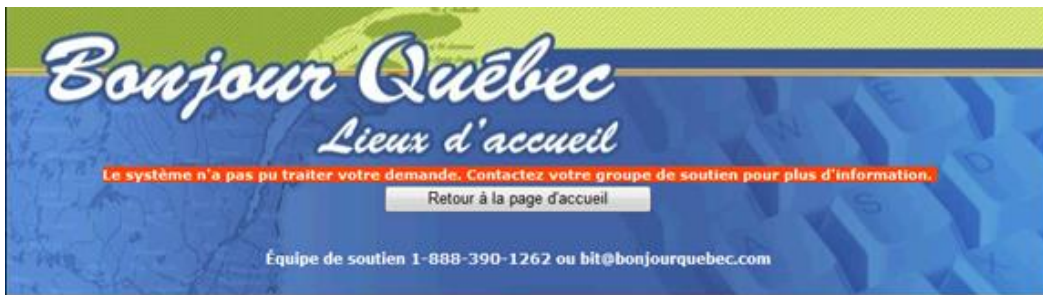 Bonjour Québec
Lieux d'accueil
Le système n'a pas pu traiter votre demande. Contactez votre groupe de soutien pour plus d'information.
Retour à la page d'accueil
Équipe de soutien 1-888-390-1262 ou bit@bonjourquebec.com